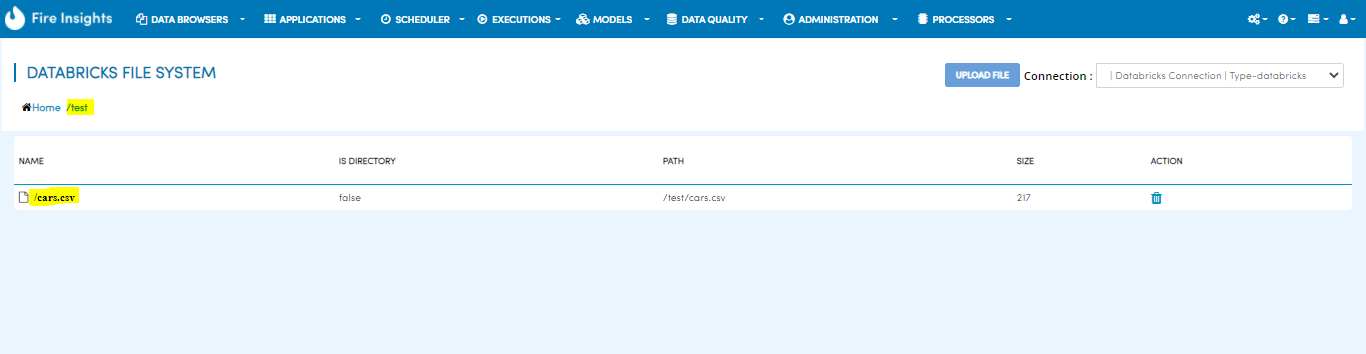 Fire Insights DATA BROWSERS APPLICATIONS SCHEDULER EXECUTIONS MODELS DATA QUALITY ADMINISTRATION PROCESSORS
DATABRICKS FILE SYSTEM UPLOAD FILE Connection : | Databricks Connection | Type-databricks
Home /test
NAME IS DIRECTORY PATH SIZE ACTION
/cars.csv false /test/cars.csv 217